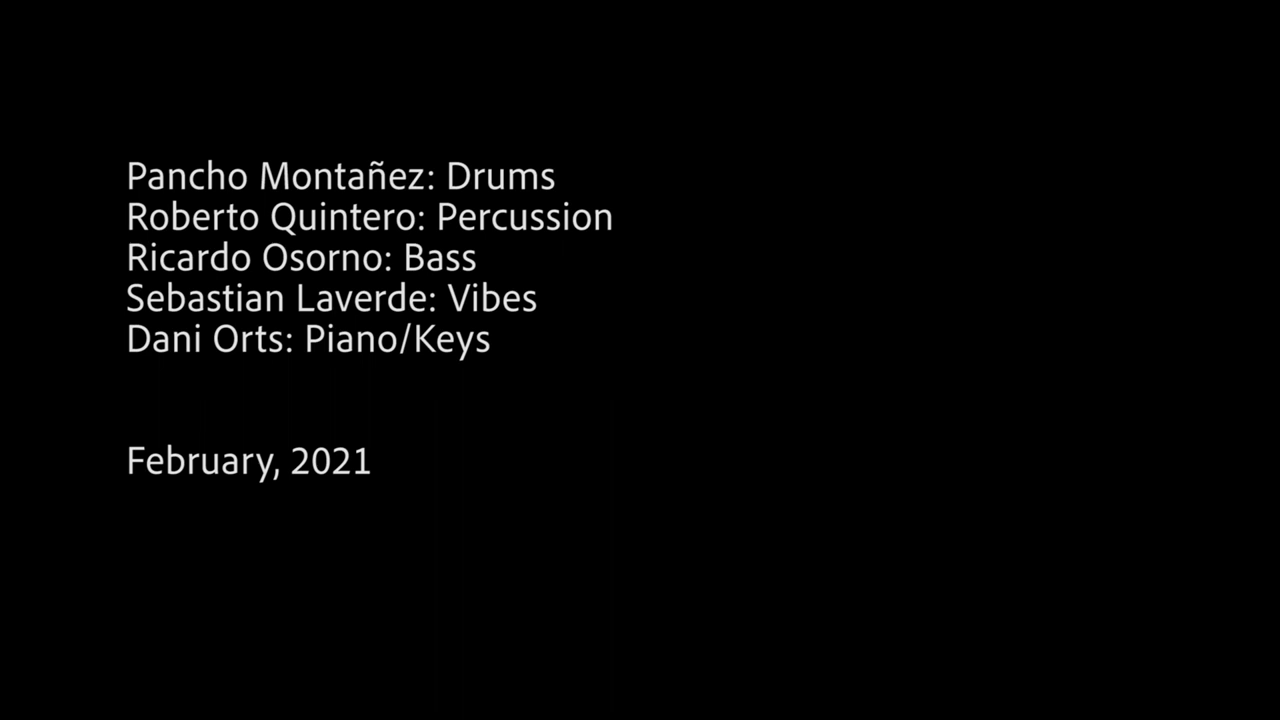 Pancho Montañez: Drums
Roberto Quintero: Percussion
Ricardo Osorno: Bass
Sebastian Laverde: Vibes
Dani Orts: Piano/Keys
February, 2021